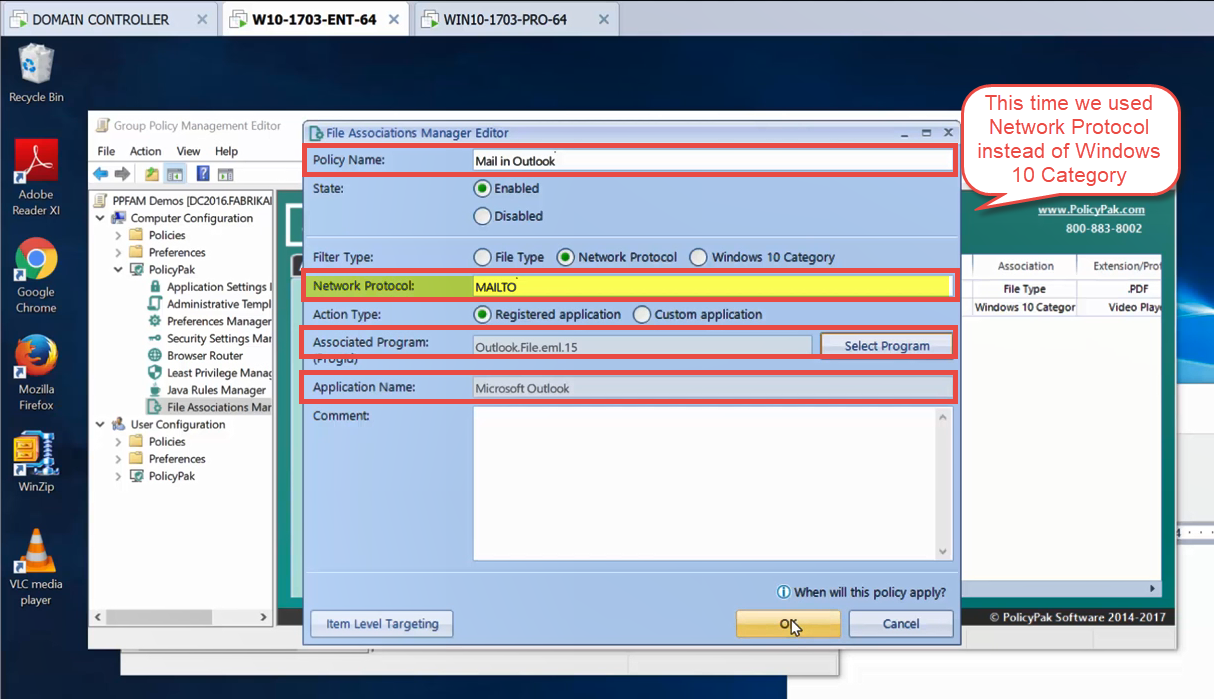 DOMAIN CONTROLLER
W10-1703-ENT-64
WIN10-1703-PRO-64
Recycle Bin
Adobe
Reader XI
Google
Chrome
Mozilla
Firefox
WinZip
VLC media
player
Group Policy Management Editor
File Action View Help
PPFAM Demos [DC2016.FABRIKAI
Computer Configuration
Policies
Preferences
PolicyPak
Application Settings
Administrative Templ
Preferences Manager
Security Settings Mar
Browser Router
Least Privilege Manag
Java Rules Manager
File Associations Mar
User Configuration
Policies
Preferences
PolicyPak
File Associations Manager Editor
Policy Name: Mail in Outlook
State: Enabled
Disabled
Filter Type: File Type Network Protocol Windows 10 Category
Network Protocol: MAILTO
Action Type: Registered application Custom application
Associated Program: Outlook.File.eml.15 Select Program
(ProgId)
Application Name: Microsoft Outlook
Comment:
When will this policy apply?
Item Level Targeting OK Cancel
This time we used
Network Protocol
instead of Windows
10 Category
www.PolicyPak.com
800-883-8002
Association Extension/Prot
File Type .PDF
Windows 10 Categor Video Playe
© PolicyPak Software 2014-2017